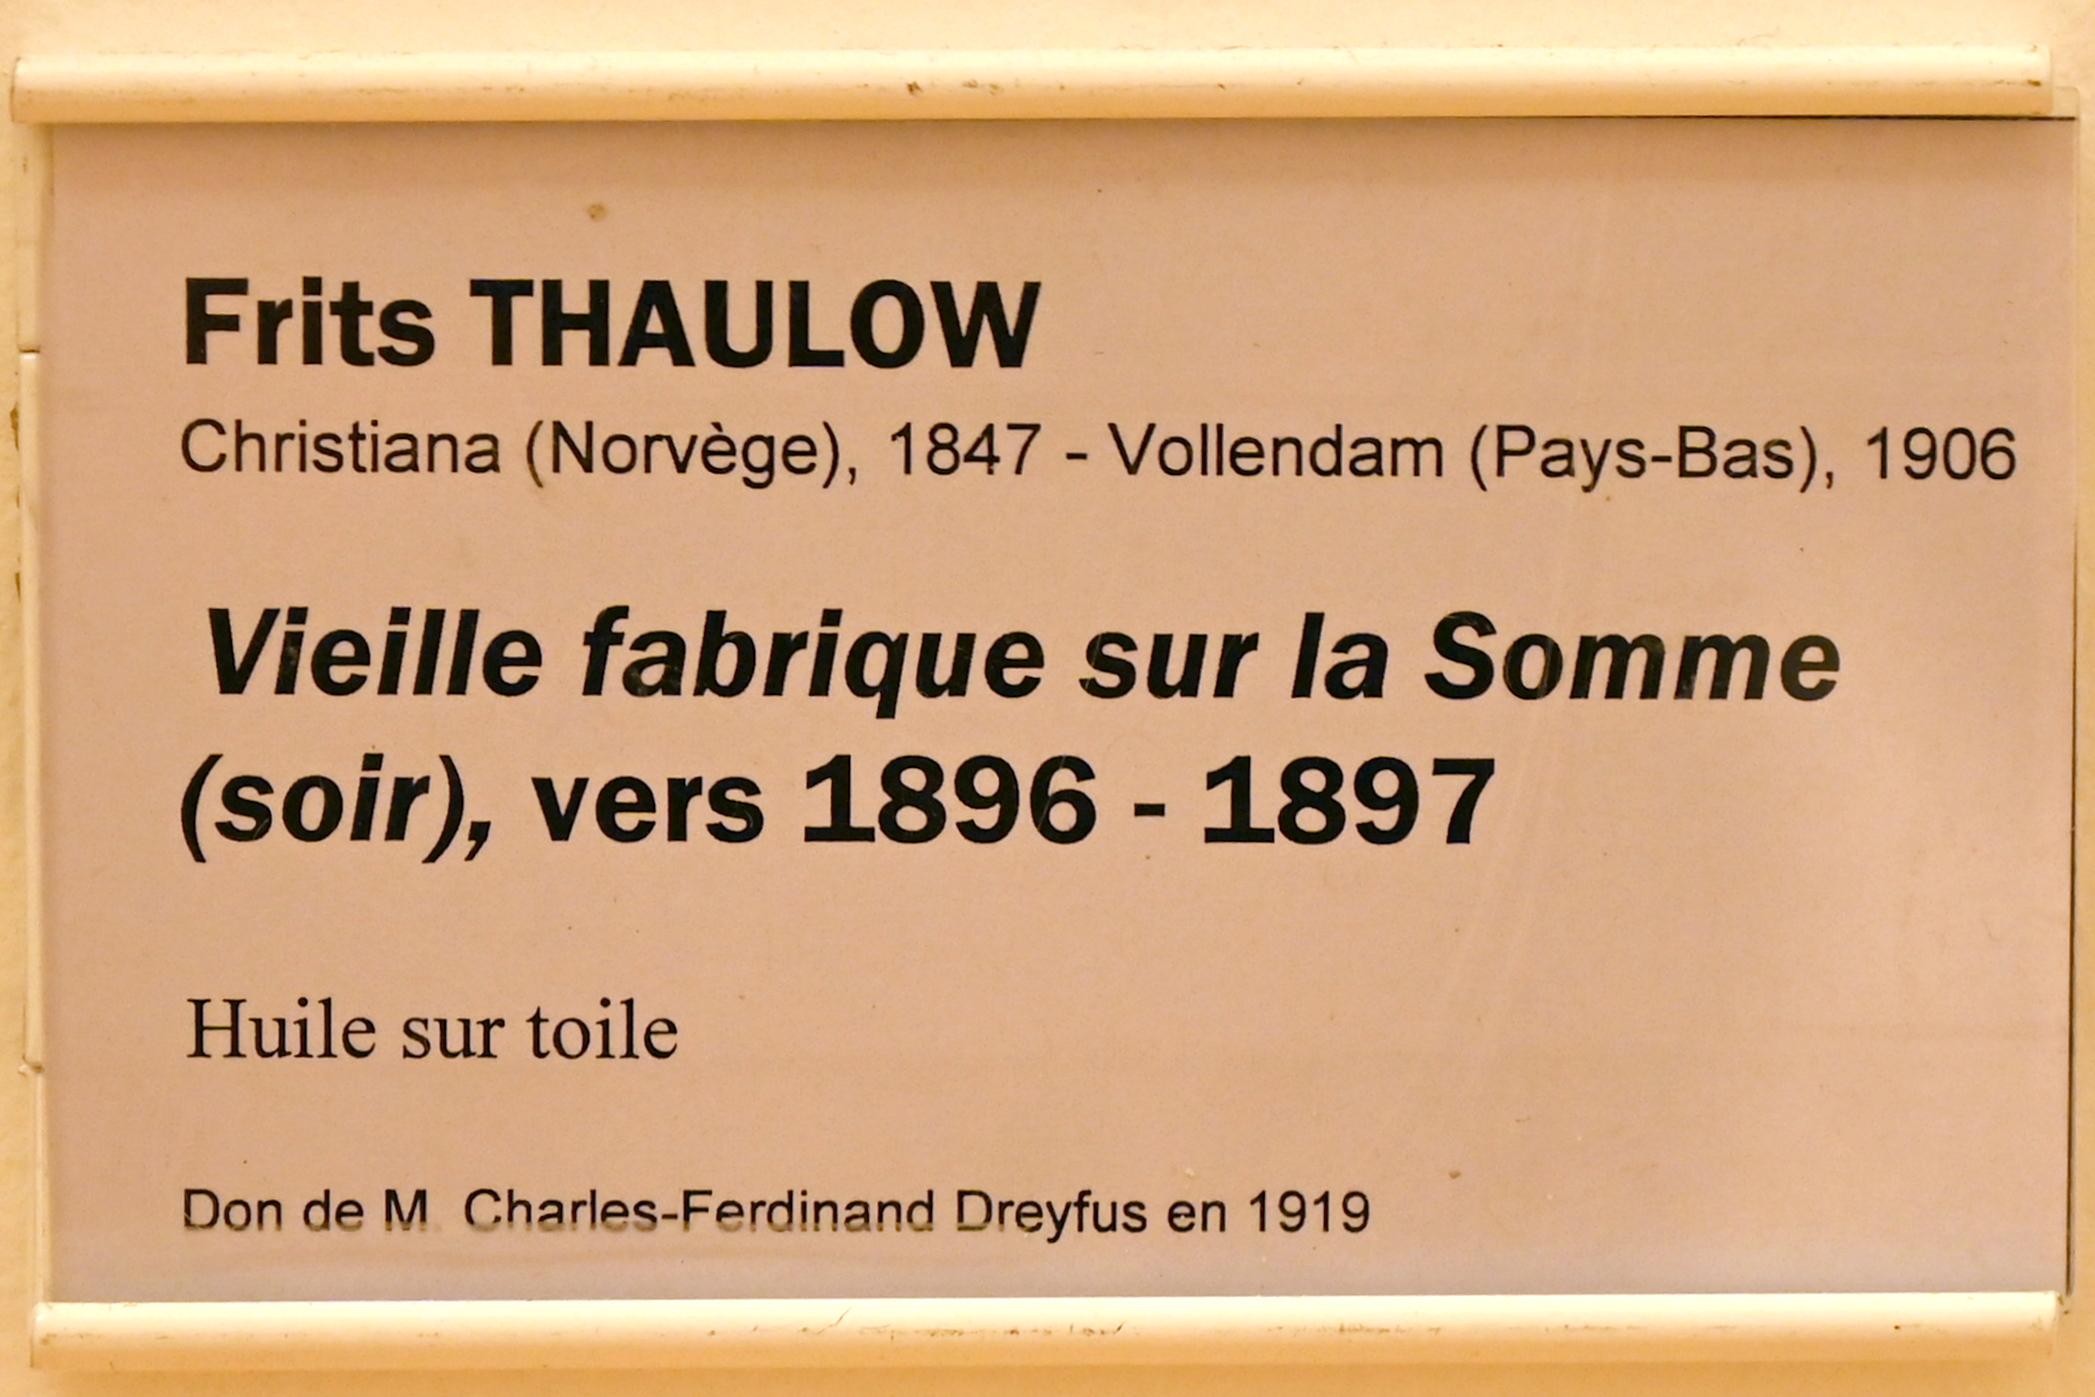 Frits THAULOW
Christiana (Norvège), 1847 - Vollendam (Pays-Bas), 1906
Vieille fabrique sur la Somme
(soir), vers 1896 - 1897
Huile sur toile
Don de M. Charles-Ferdinand Dreyfus en 1919